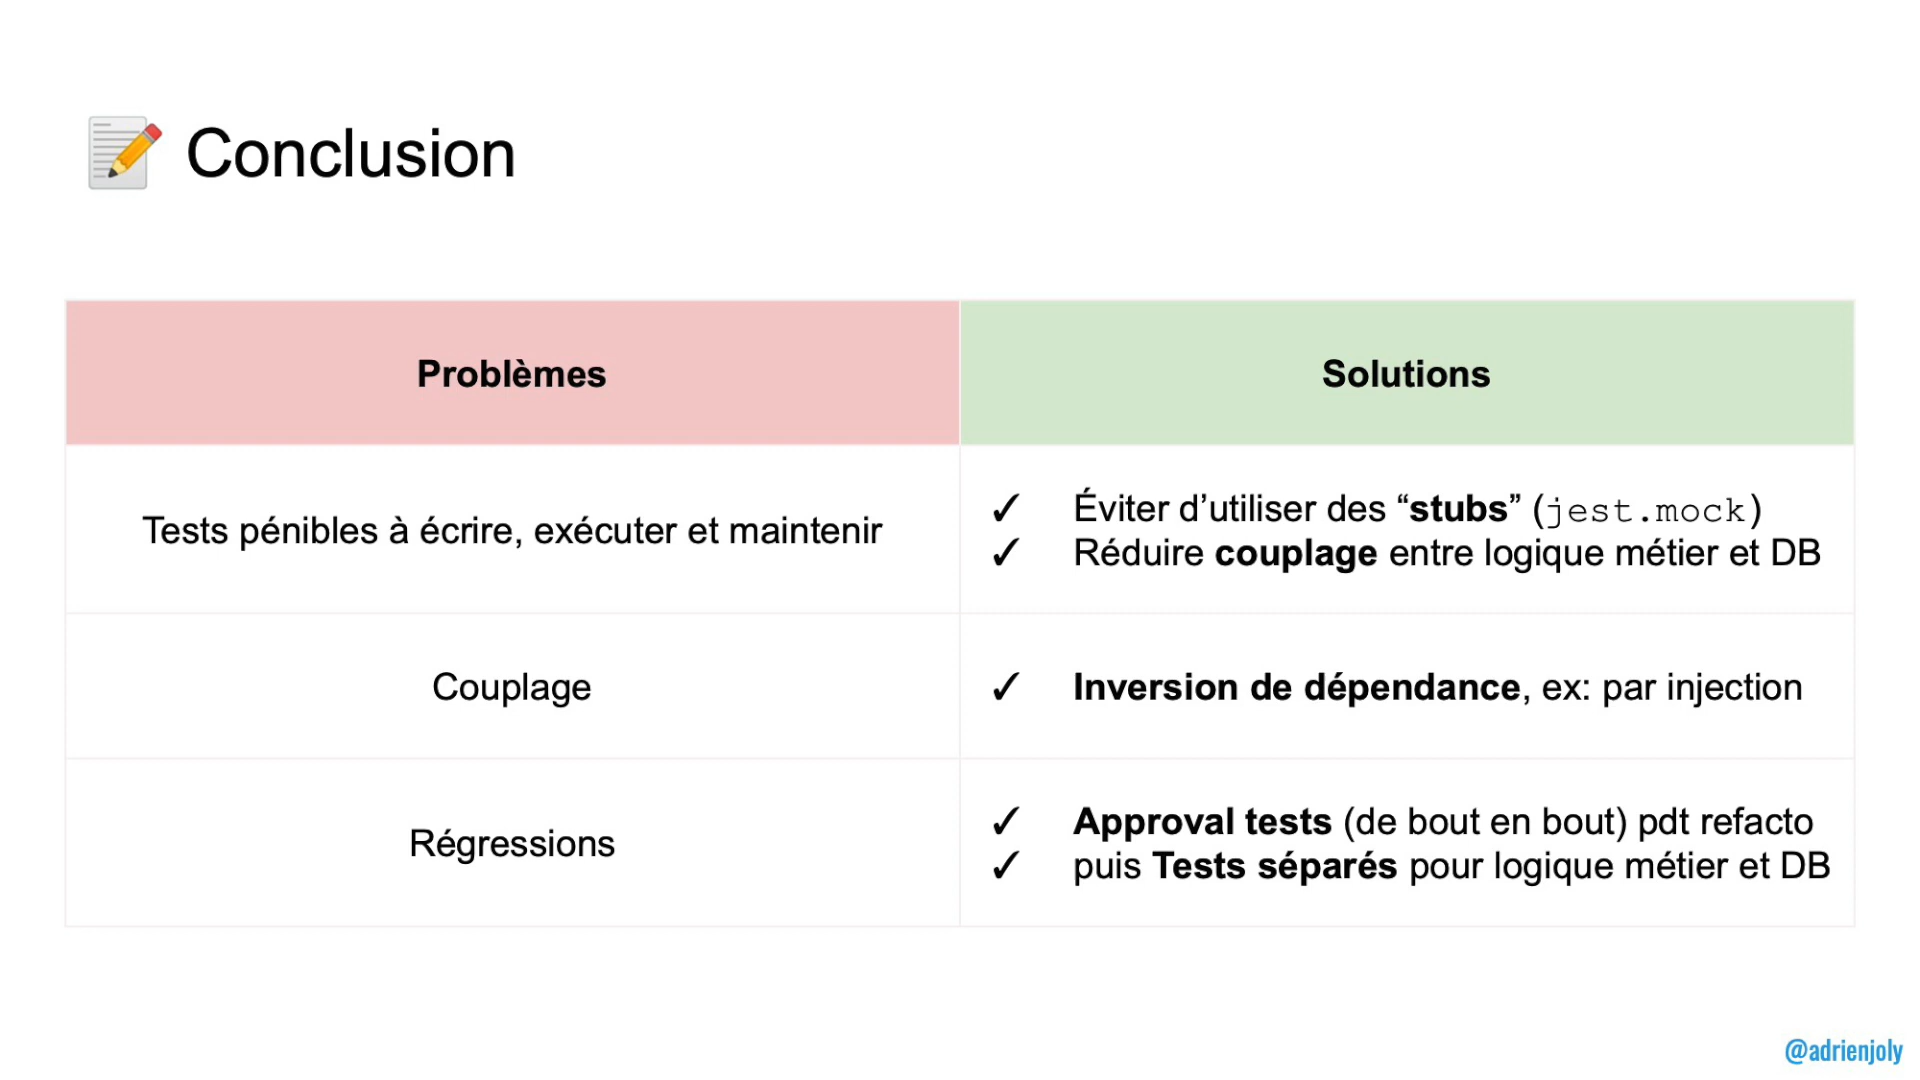 Conclusion
Problèmes
Solutions
Tests pénibles à écrire, exécuter et maintenir
✓ Éviter d’utiliser des “stubs” (jest.mock)
✓ Réduire couplage entre logique métier et DB
Couplage
✓ Inversion de dépendance, ex: par injection
Régressions
✓ Approval tests (de bout en bout) pdt refacto
✓ puis Tests séparés pour logique métier et DB
@adrienjoly